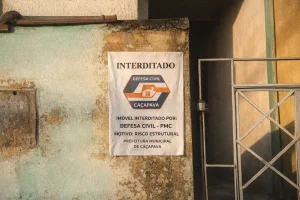 INTERDITADO
DEFESA CIVIL
CAÇAPAVA
IMÓVEL INTERDITADO POR:
DEFESA CIVIL - PMC
MOTIVO: RISCO ESTRUTURAL
PREFEITURA MUNICIPAL
DE CAÇAPAVA